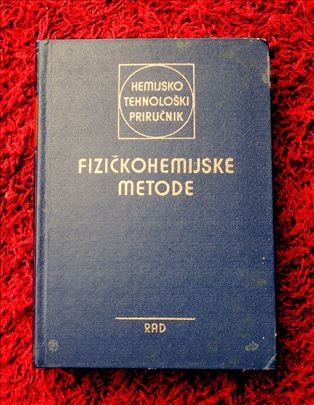 HEMIJSKO
TEHNOLOŠKI
PRIRUČNIK
FIZIČKOHEMIJSKE
METODE
RAD